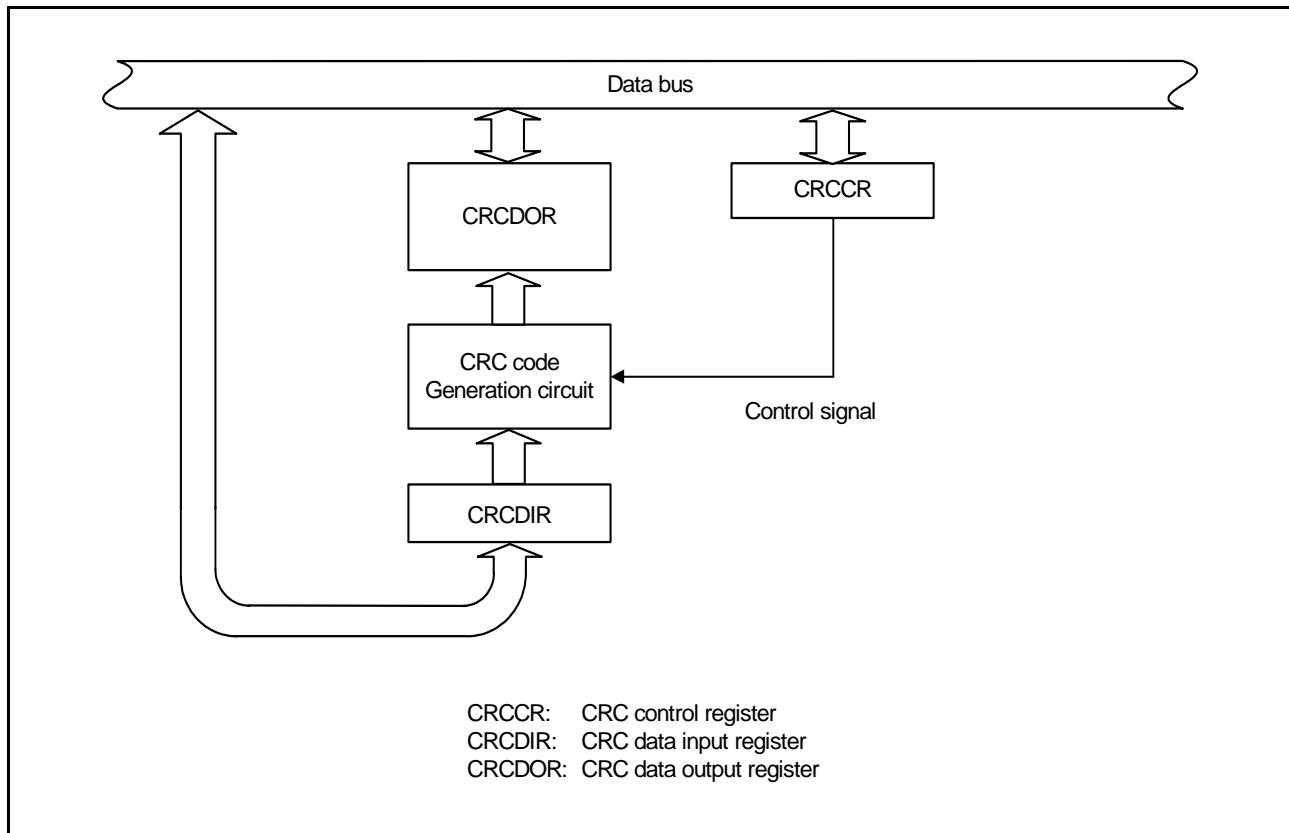 Data bus
CRCDOR
CRCCR
CRC code
Generation circuit
Control signal
CRCDIR
CRCCR: CRC control register
CRCDIR: CRC data input register
CRCDOR: CRC data output register